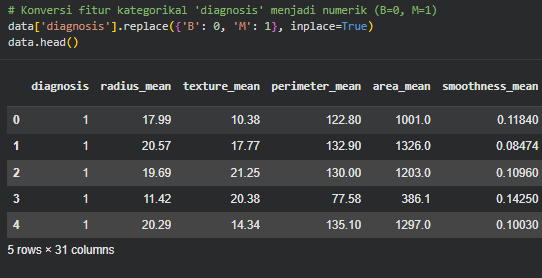 # Konversi fitur kategorikal 'diagnosis' menjadi numerik (B=0, M=1)
data['diagnosis'].replace({'B': 0, 'M': 1}, inplace=True)
data.head()
diagnosis radius_mean texture_mean perimeter_mean area_mean smoothness_mean
0 1 17.99 10.38 122.80 1001.0 0.11840
1 1 20.57 17.77 132.90 1326.0 0.08474
2 1 19.69 21.25 130.00 1203.0 0.10960
3 1 11.42 20.38 77.58 386.1 0.14250
4 1 20.29 14.34 135.10 1297.0 0.10030
5 rows × 31 columns